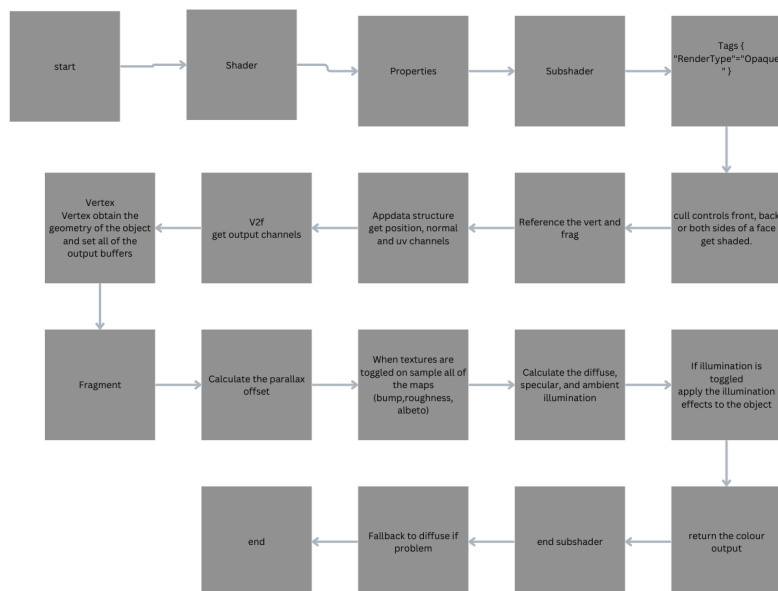 start
Shader
Properties
Subshader
Tags {
"RenderType"="Opaque
" }
cull controls front, back
or both sides of a face
get shaded.
Reference the vert and
frag
Appdata structure
get position, normal
and uv channels
V2f
get output channels
Vertex
Vertex obtain the
geometry of the object
and set all of the
output buffers
Fragment
Calculate the parallax
offset
When textures are
toggled on sample all of
the maps
(bump,roughness,
albeto)
Calculate the diffuse,
specular, and ambient
illumination
If illumination is
toggled
apply the illumination
effects to the object
return the colour
output
end subshader
Fallback to diffuse if
problem
end